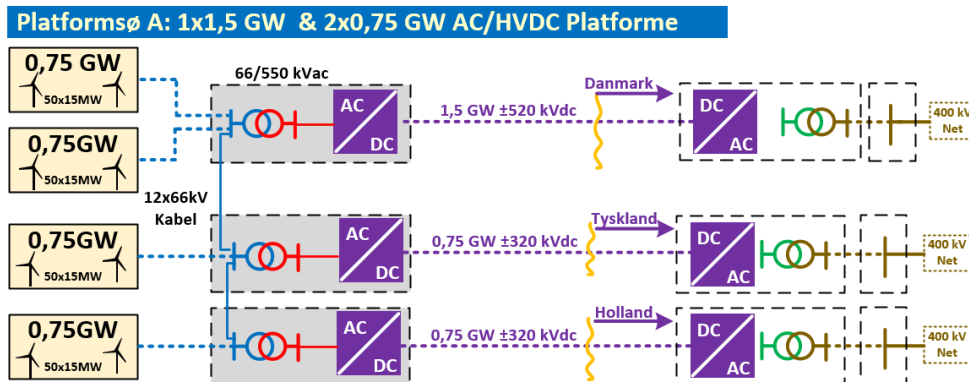 Platformsø A: 1x1,5 GW & 2x0,75 GW AC/HVDC Platforme
0,75 GW
50x15MW
66/550 kVac
AC
DC
1,5 GW ±520 kVdc
Danmark
DC
AC
400 kV
Net
0,75GW
50x15MW
12x66kV
Kabel
0,75GW
50x15MW
AC
DC
0,75 GW ±320 kVdc
Tyskland
DC
AC
400 kV
Net
0,75GW
50x15MW
AC
DC
0,75 GW ±320 kVdc
Holland
DC
AC
400 kV
Net